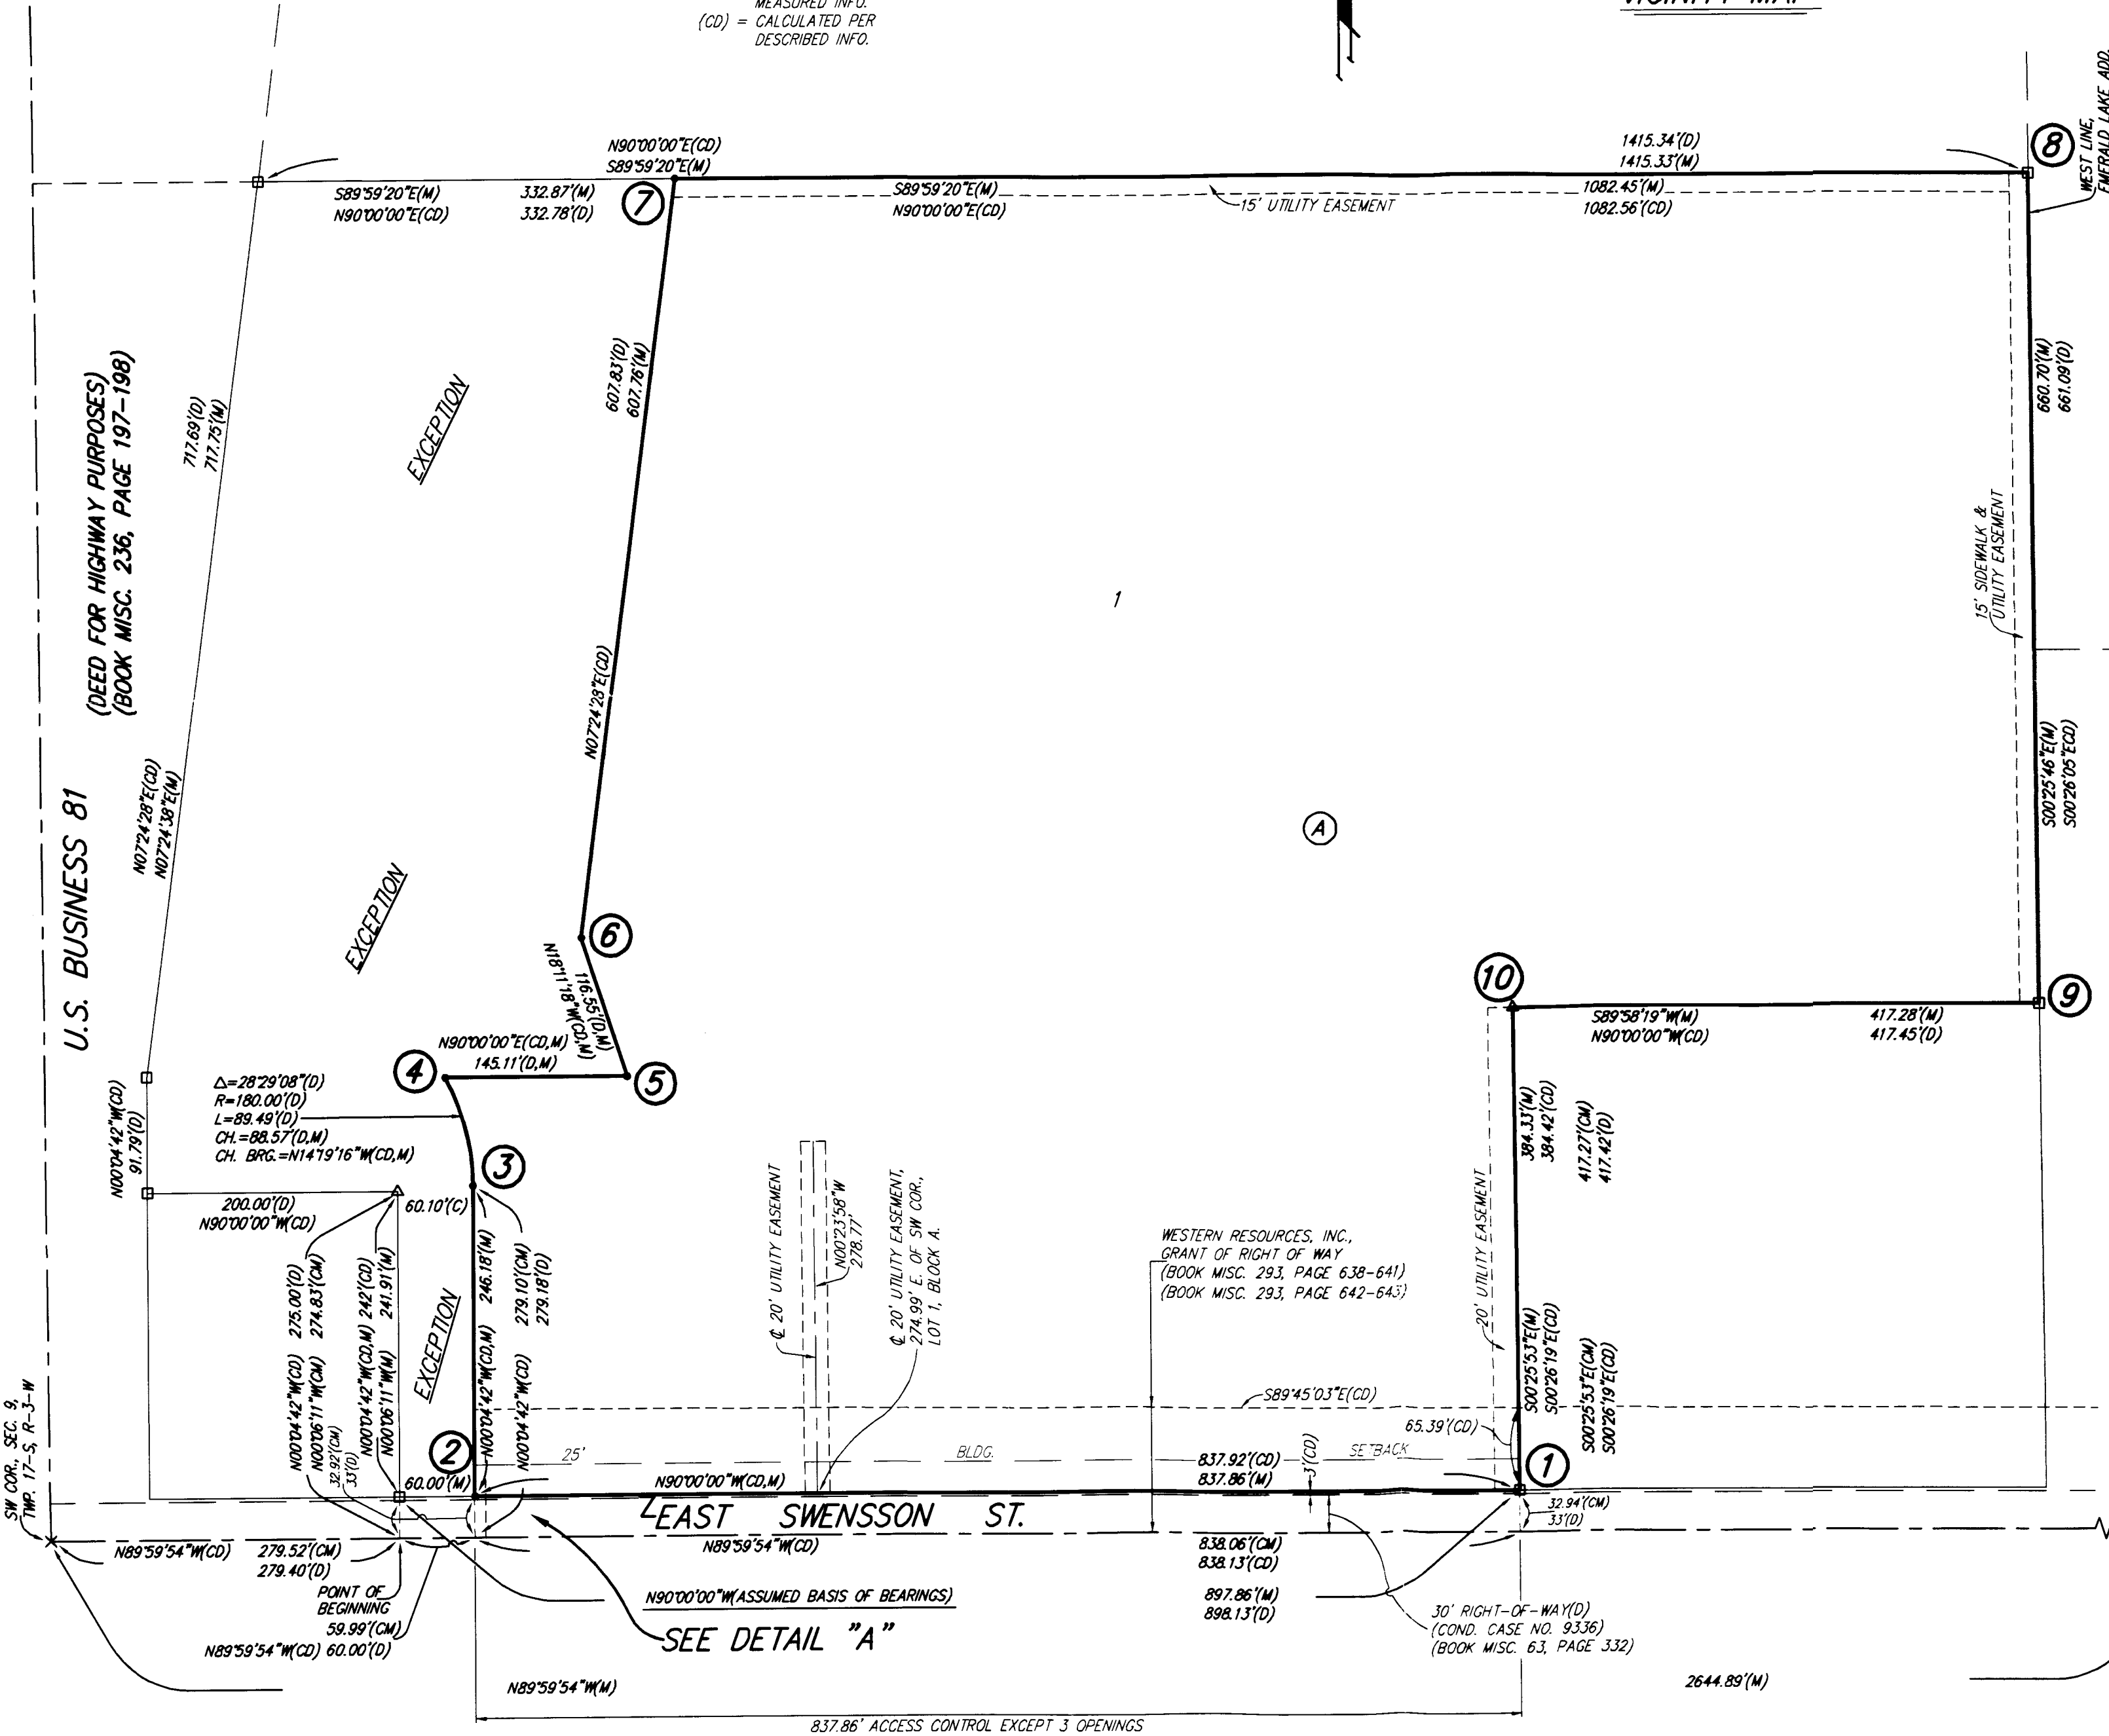 MEASURED INFO.
(CD) = CALCULATED PER
DESCRIBED INFO.
VICINITY MAP
WEST LINE,
EMERALD LAKE ADD.
N90°00'00"E(CD)
S89°59'20"E(M)
1415.34'(D)
1415.33'(M)
8
S89°59'20"E(M)
N90°00'00"E(CD)
332.87'(M)
332.78'(D)
7
S89°59'20"E(M)
N90°00'00"E(CD)
15' UTILITY EASEMENT
1082.45'(M)
1082.56'(CD)
717.69'(D)
717.75'(M)
(DEED FOR HIGHWAY PURPOSES)
(BOOK MISC. 236, PAGE 197-198)
EXCEPTION
607.83'(D)
607.76'(M)
660.70'(M)
661.09'(D)
15' SIDEWALK &
UTILITY EASEMENT
1
N07°24'28"E(CD)
N07°24'28"E(CD)
N07°24'38"E(M)
U.S. BUSINESS 81
S00°25'46"E(M)
S00°26'05"E(CD)
A
EXCEPTION
6
116.55'(D,M)
N18°11'18"W(CD,M)
10
9
S89°58'19"W(M)
N90°00'00"W(CD)
417.28'(M)
417.45'(D)
N90°00'00"E(CD,M)
145.11'(D,M)
4
5
Δ=28°29'08"(D)
R=180.00'(D)
L=89.49'(D)
CH.=88.57'(D,M)
CH. BRG.=N14°19'16"W(CD,M)
N00°04'42"W(CD)
91.79'(D)
3
384.33'(M)
384.42'(CD)
417.27'(CM)
417.42'(D)
200.00'(D)
N90°00'00"W(CD)
60.10'(C)
℄ 20' UTILITY EASEMENT
N00°23'58"W
278.77'
℄ 20' UTILITY EASEMENT,
274.99' E. OF SW COR.,
LOT 1, BLOCK A.
WESTERN RESOURCES, INC.,
GRANT OF RIGHT OF WAY
(BOOK MISC. 293, PAGE 638-641)
(BOOK MISC. 293, PAGE 642-643)
20' UTILITY EASEMENT
N00°04'42"W(CD) 275.00'(D)
N00°06'11"W(CM) 274.83'(CM)
32.92'(CM)
33'(D)
N00°04'42"W(CD,M) 242'(CD)
N00°06'11"W(M) 241.91'(M)
EXCEPTION
N00°04'42"W(CD,M) 246.18'(M)
N00°04'42"W(CD) 279.10'(CM)
279.18'(D)
S89°45'03"E(CD)
S00°25'53"E(M)
S00°26'19"E(CD)
S00°25'53"E(CM)
S00°26'19"E(CD)
65.39'(CD)
2
25'
BLDG.
SETBACK
3'(CD)
1
60.00'(M)
N90°00'00"W(CD,M)
837.92'(CD)
837.86'(M)
EAST SWENSSON ST.
32.94'(CM)
33'(D)
SW COR., SEC. 9,
TWP. 17-S, R-3-W
N89°59'54"W(CD)
279.52'(CM)
279.40'(D)
N89°59'54"W(CD)
838.06'(CM)
838.13'(CD)
POINT OF
BEGINNING
59.99'(CM)
N89°59'54"W(CD) 60.00'(D)
N90°00'00"W(ASSUMED BASIS OF BEARINGS)
897.86'(M)
898.13'(D)
30' RIGHT-OF-WAY(D)
(COND. CASE NO. 9336)
(BOOK MISC. 63, PAGE 332)
SEE DETAIL "A"
N89°59'54"W(M)
2644.89'(M)
837.86' ACCESS CONTROL EXCEPT 3 OPENINGS